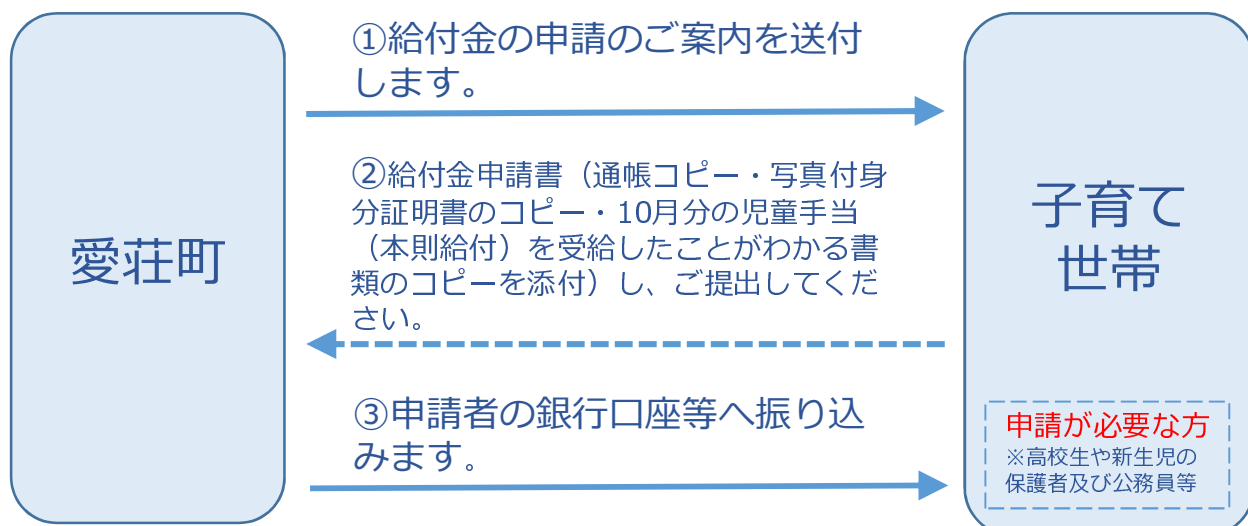 愛荘町
①給付金の申請のご案内を送付
します。
②給付金申請書（通帳コピー・写真付身
分証明書のコピー・10月分の児童手当
（本則給付）を受給したことがわかる書
類のコピーを添付）し、ご提出してくだ
さい。
③申請者の銀行口座等へ振り込
みます。
子育て
世帯
申請が必要な方
※高校生や新生児の
保護者及び公務員等